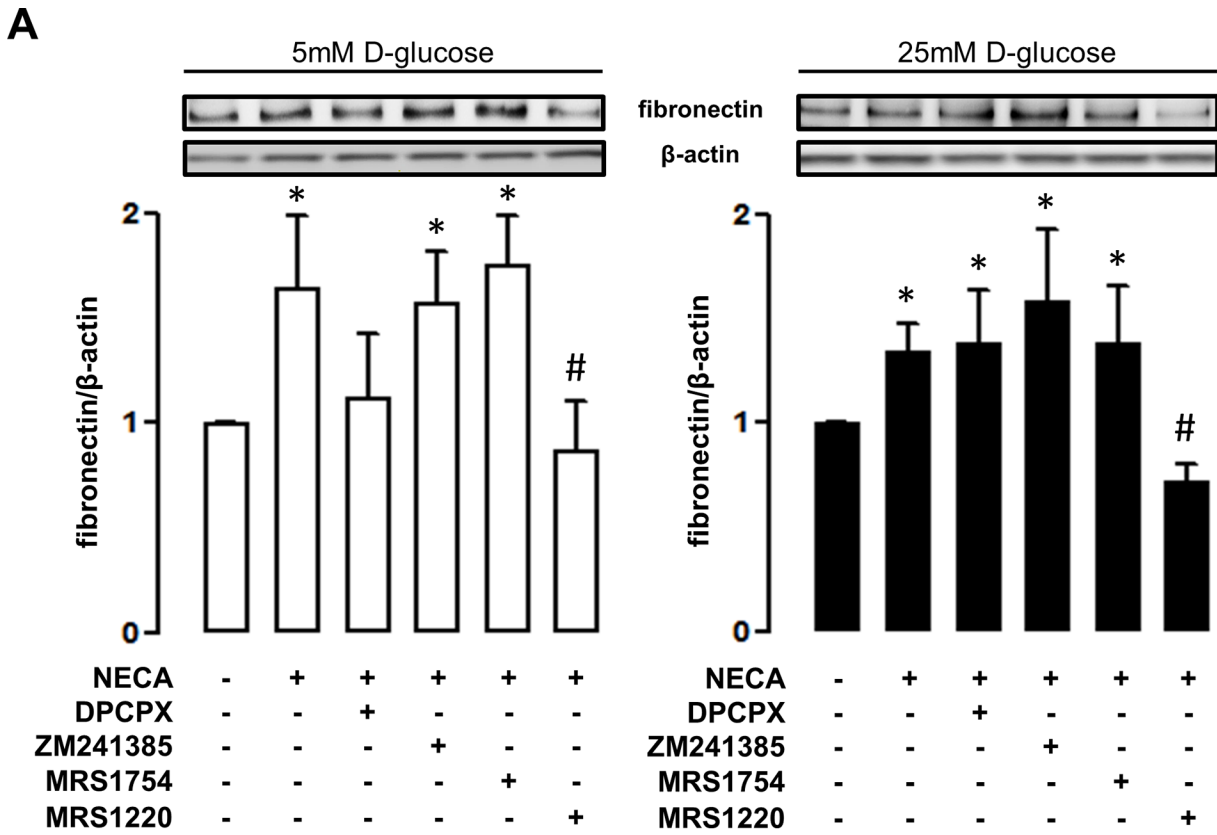 A
5mM D-glucose
25mM D-glucose
fibronectin
β-actin
* * * #
* * * * #
2
1
0
fibronectin/β-actin
2
1
0
fibronectin/β-actin
NECA - + + + + +
DPCPX - - + - - -
ZM241385 - - - + - -
MRS1754 - - - - + -
MRS1220 - - - - - +
NECA - + + + + +
DPCPX - - + - - -
ZM241385 - - - + - -
MRS1754 - - - - + -
MRS1220 - - - - - +